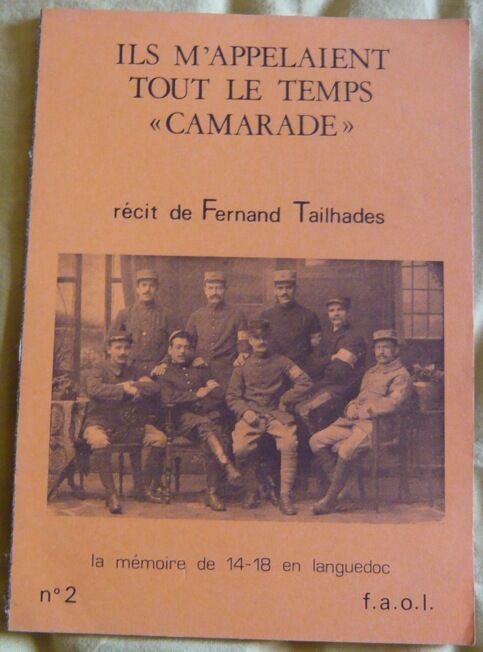 ILS M'APPELAIENT
TOUT LE TEMPS
«CAMARADE»
récit de Fernand Tailhades
la mémoire de 14-18 en languedoc
n°2
f.a.o.l.